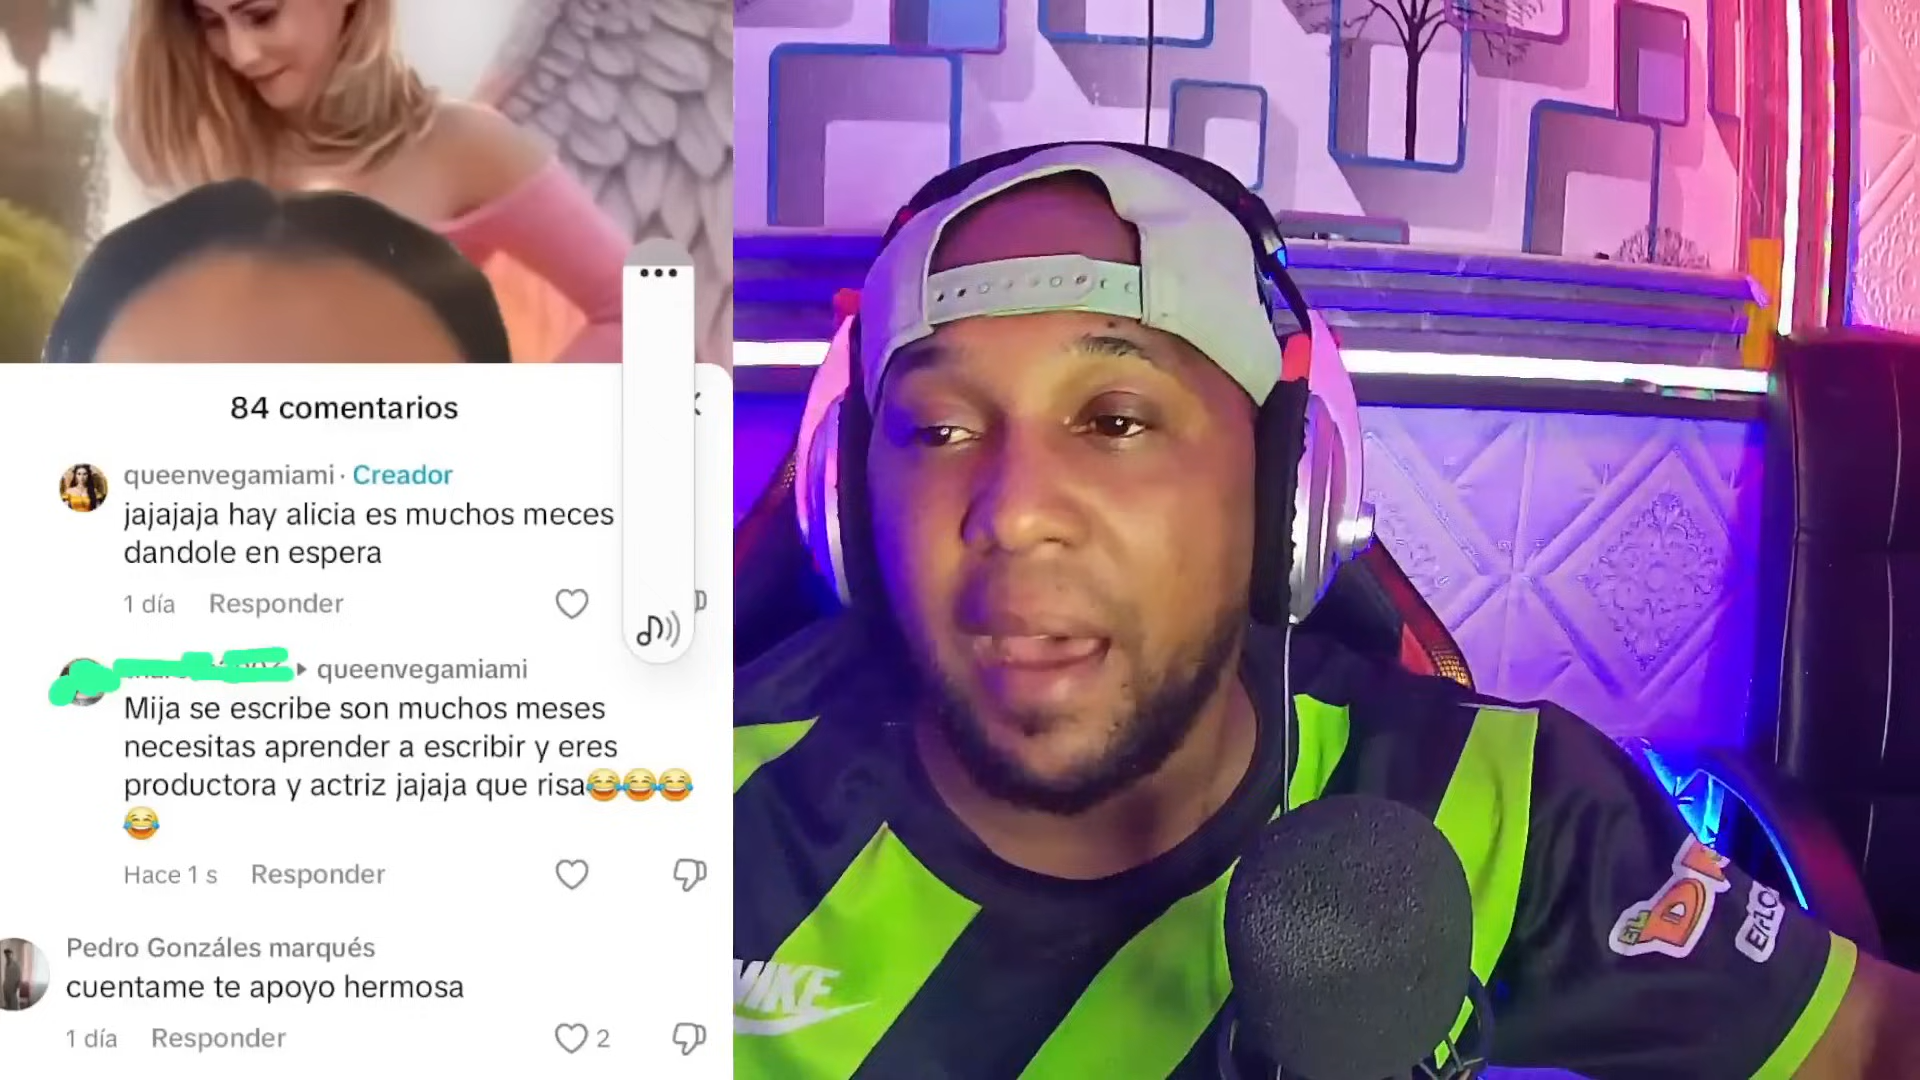 84 comentarios
queenvegamiami · Creador
jajajaja hay alicia es muchos meces
dandole en espera
1 día Responder
queenvegamiami
Mija se escribe son muchos meses
necesitas aprender a escribir y eres
productora y actriz jajaja que risa😂😂😂
😂
Hace 1 s Responder
Pedro Gonzáles marqués
cuentame te apoyo hermosa
1 día Responder 2
NIKE
EL